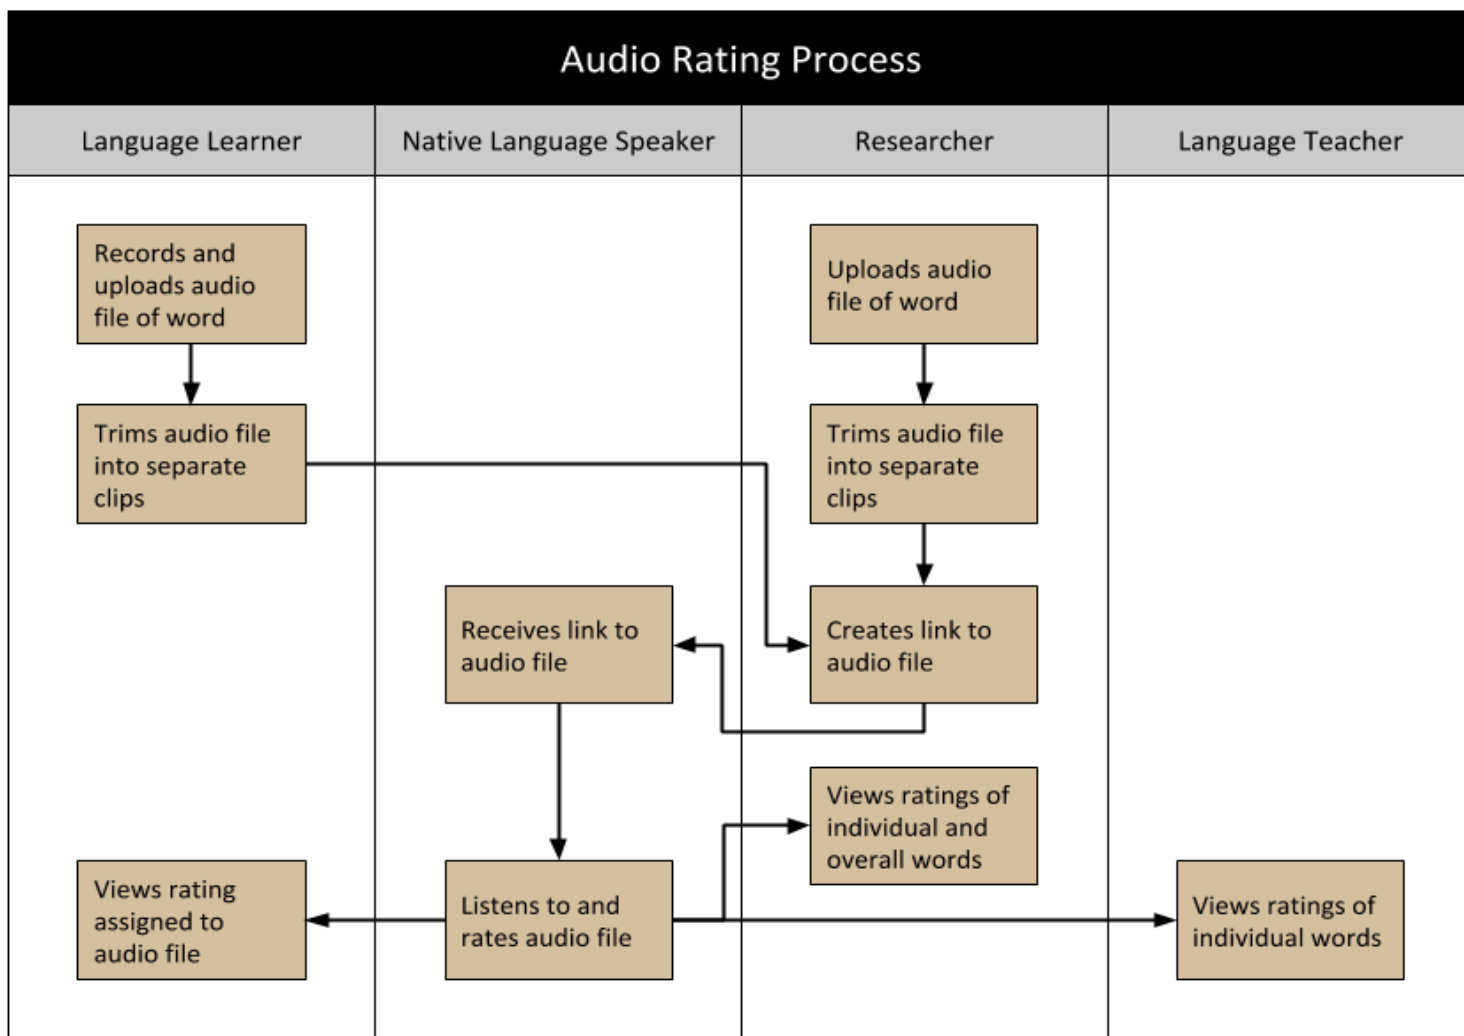 Audio Rating Process
Language Learner
Native Language Speaker
Researcher
Language Teacher
Records and
uploads audio
file of word
Uploads audio
file of word
Trims audio file
into separate
clips
Trims audio file
into separate
clips
Receives link to
audio file
Creates link to
audio file
Views ratings of
individual and
overall words
Views rating
assigned to
audio file
Listens to and
rates audio file
Views ratings of
individual words